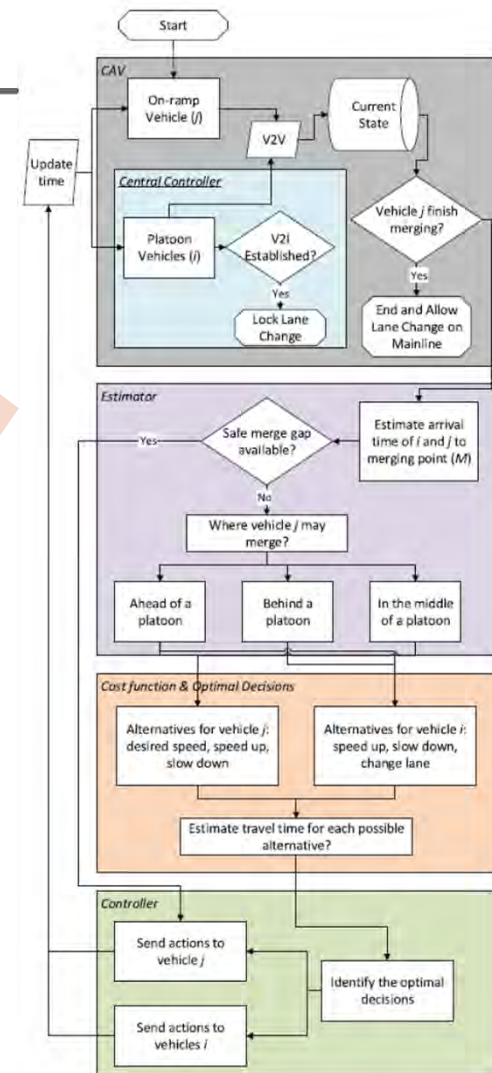 Start
CAV
On-ramp
Vehicle (j)
V2V
Current
State
Update
time
Central Controller
Platoon
Vehicles (i)
V2I
Established?
Vehicle j finish
merging?
Yes
Yes
Lock Lane
Change
End and Allow
Lane Change on
Mainline
Estimator
Yes
Safe merge gap
available?
Estimate arrival
time of i and j to
merging point (M)
No
Where vehicle j may
merge?
Ahead of a
platoon
Behind a
platoon
In the middle
of a platoon
Cost function & Optimal Decisions
Alternatives for vehicle j:
desired speed, speed up,
slow down
Alternatives for vehicle i:
speed up, slow down,
change lane
Estimate travel time for each possible
alternative?
Controller
Send actions to
vehicle j
Identify the optimal
decisions
Send actions to
vehicles i